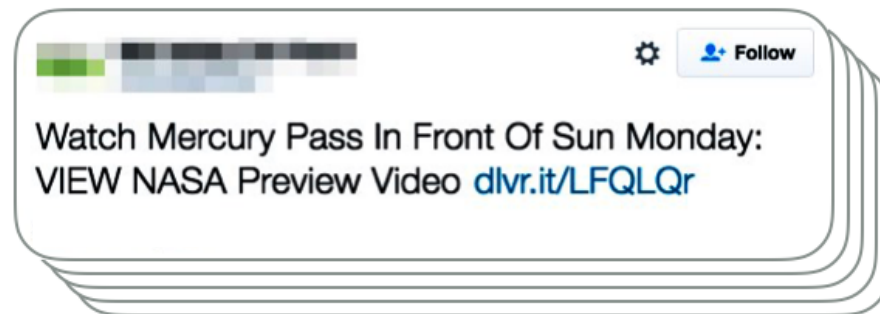 Follow
Watch Mercury Pass In Front Of Sun Monday:
VIEW NASA Preview Video dlvr.it/LFQLQr